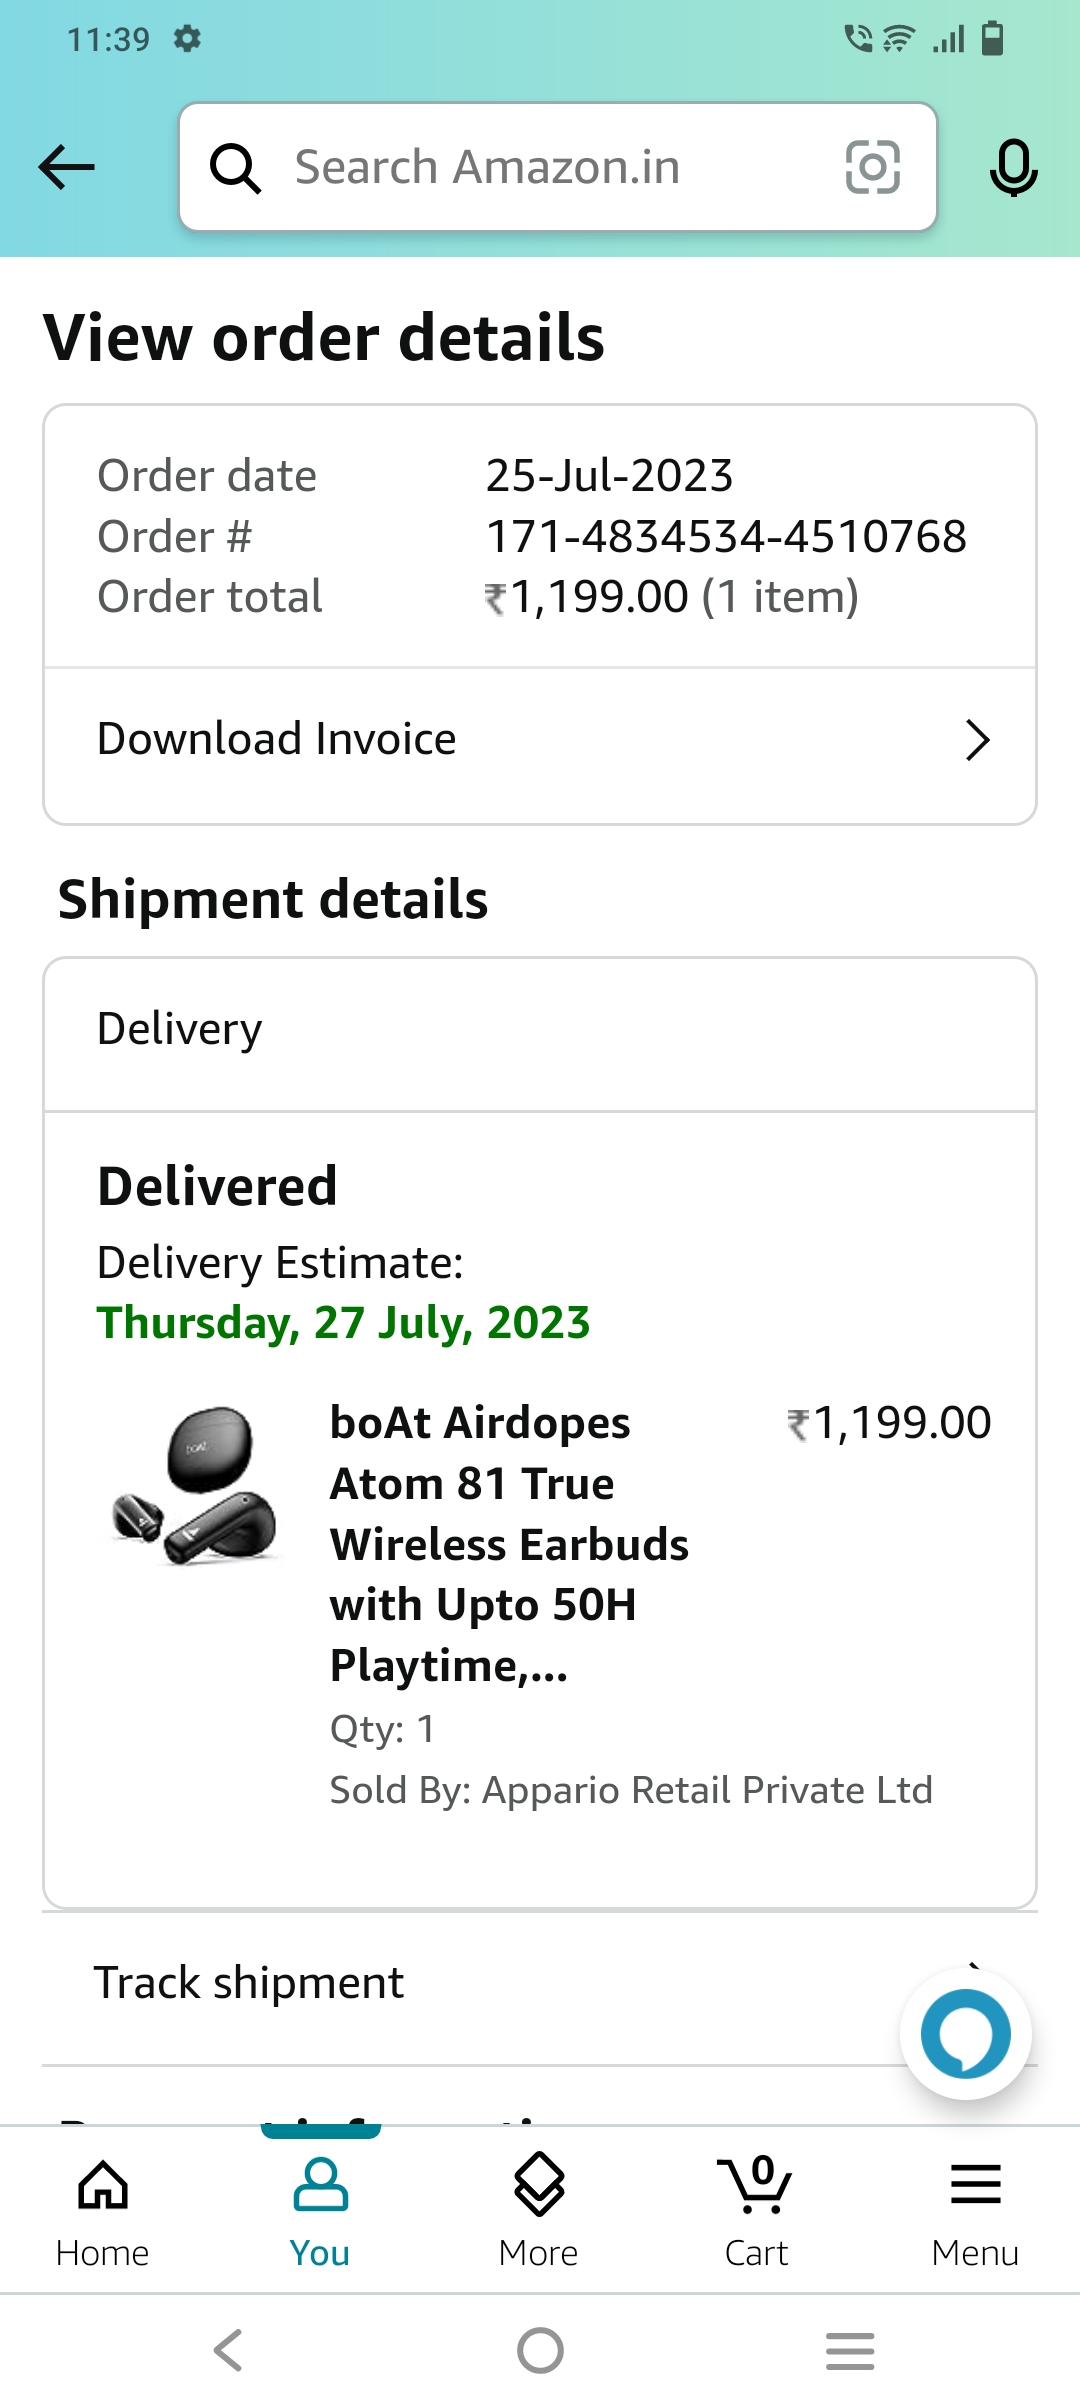 11:39
Search Amazon.in
View order details
Order date 25-Jul-2023
Order # 171-4834534-4510768
Order total ₹1,199.00 (1 item)
Download Invoice
Shipment details
Delivery
Delivered
Delivery Estimate:
Thursday, 27 July, 2023
boAt Airdopes ₹1,199.00
Atom 81 True
Wireless Earbuds
with Upto 50H
Playtime,...
Qty: 1
Sold By: Appario Retail Private Ltd
Track shipment
0
Home You More Cart Menu